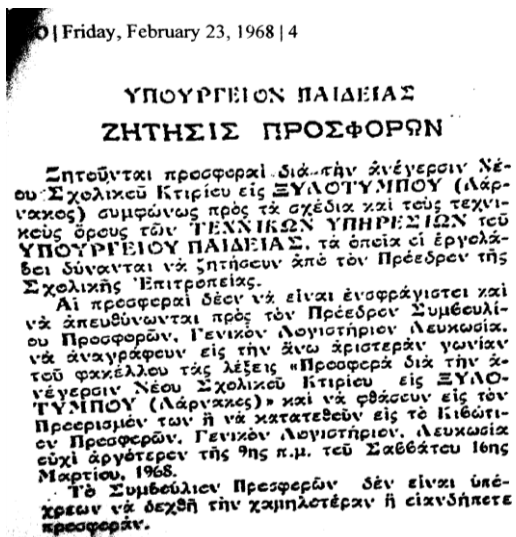 Friday, February 23, 1968 | 4
ΥΠΟΥΡΓΕΙΟΝ ΠΑΙΔΕΙΑΣ
ΖΗΤΗΣΙΣ ΠΡΟΣΦΟΡΩΝ
Ζητοῦνται προσφοραὶ διὰ τὴν ἀνέγερσιν Νέ-
ου Σχολικοῦ Κτιρίου εἰς ΞΥΛΟΤΥΜΠΟΥ (Λάρ-
νακος) συμφώνως πρὸς τὰ σχέδια καὶ τοὺς τεχνι-
κοὺς ὅρους τῶν ΤΕΧΝΙΚΩΝ ΥΠΗΡΕΣΙΩΝ τοῦ
ΥΠΟΥΡΓΕΙΟΥ ΠΑΙΔΕΙΑΣ, τὰ ὁποῖα οἱ ἐργολά-
βοι δύνανται νὰ ζητήσουν ἀπὸ τὸν Πρόεδρον τῆς
Σχολικῆς Ἐπιτροπείας.
Αἱ προσφοραὶ δέον νὰ εἶναι ἐνσφράγιστοι καὶ
νὰ ἀπευθύνωνται πρὸς τὸν Πρόεδρον Συμβουλί-
ου Προσφορῶν, Γενικὸν Λογιστήριον Λευκωσία,
νὰ ἀναγράφουν εἰς τὴν ἄνω ἀριστερὰν γωνίαν
τοῦ φακέλλου τὰς λέξεις «Προσφορὰ διὰ τὴν ἀ-
νέγερσιν Νέου Σχολικοῦ Κτιρίου εἰς ΞΥΛΟ-
ΤΥΜΠΟΥ (Λάρνακος)» καὶ νὰ φθάσουν εἰς τὸν
Προορισμόν των ἢ νὰ κατατεθοῦν εἰς τὸ Κιβώτι-
ον Προσφορῶν, Γενικὸν Λογιστήριον, Λευκωσία
οὐχὶ ἀργότερον τῆς 9ης π.μ. τοῦ Σαββάτου 16ης
Μαρτίου, 1968.
Τὸ Συμβούλιον Προσφορῶν δὲν εἶναι ὑπό-
χρεων νὰ δεχθῆ τὴν χαμηλοτέραν ἢ οἱανδήποτε
προσφοράν.